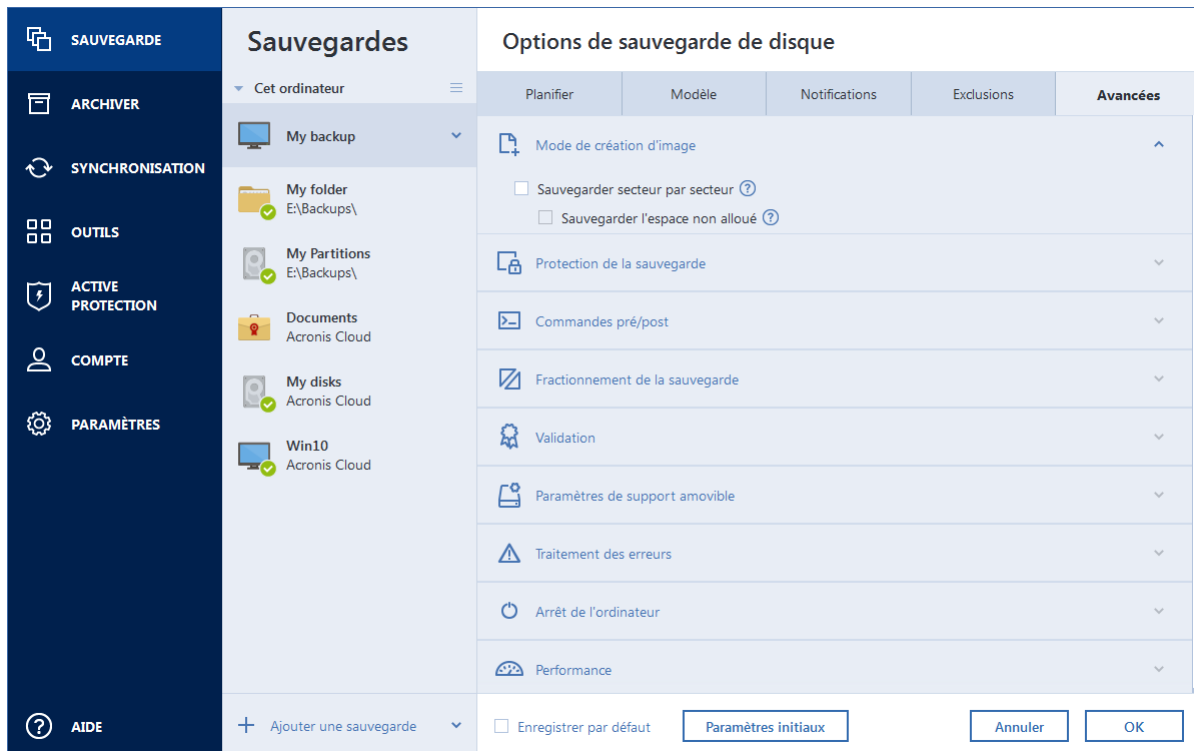 SAUVEGARDE
ARCHIVER
SYNCHRONISATION
OUTILS
ACTIVE
PROTECTION
COMPTE
PARAMÈTRES
AIDE
Sauvegardes
Cet ordinateur
My backup
My folder
E:\Backups\
My Partitions
E:\Backups\
Documents
Acronis Cloud
My disks
Acronis Cloud
Win10
Acronis Cloud
Ajouter une sauvegarde
Options de sauvegarde de disque
Planifier
Modèle
Notifications
Exclusions
Avancées
Mode de création d'image
Sauvegarder secteur par secteur ?
Sauvegarder l'espace non alloué ?
Protection de la sauvegarde
Commandes pré/post
Fractionnement de la sauvegarde
Validation
Paramètres de support amovible
Traitement des erreurs
Arrêt de l'ordinateur
Performance
Enregistrer par défaut
Paramètres initiaux
Annuler
OK